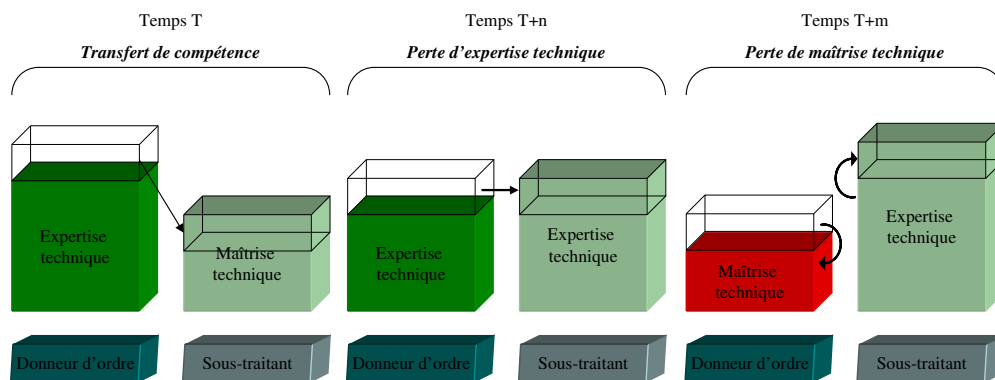 Temps T
Temps T+n
Temps T+m
Transfert de compétence
Perte d’expertise technique
Perte de maîtrise technique
Expertise
technique
Maîtrise
technique
Expertise
technique
Expertise
technique
Maîtrise
technique
Expertise
technique
Donneur d’ordre
Sous-traitant
Donneur d’ordre
Sous-traitant
Donneur d’ordre
Sous-traitant